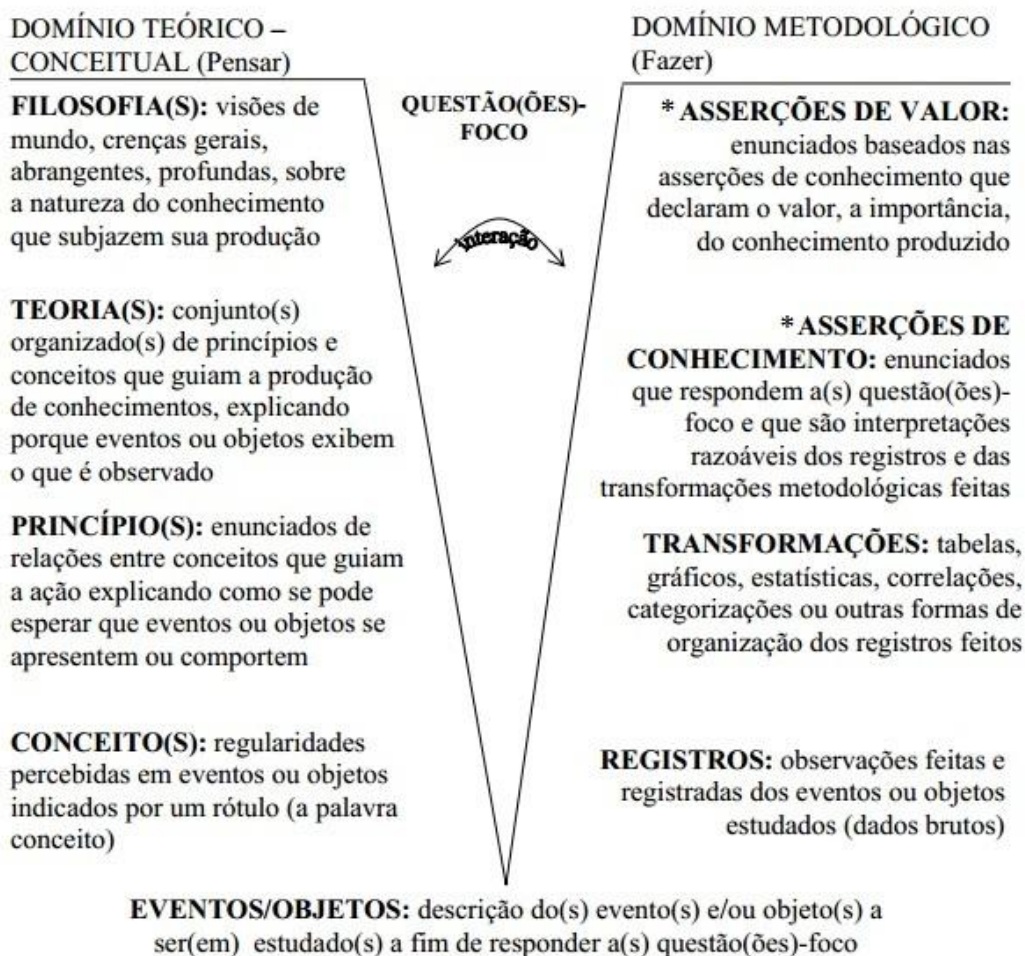 DOMÍNIO TEÓRICO –
CONCEITUAL (Pensar)
FILOSOFIA(S): visões de
mundo, crenças gerais,
abrangentes, profundas, sobre
a natureza do conhecimento
que subjazem sua produção
TEORIA(S): conjunto(s)
organizado(s) de princípios e
conceitos que guiam a produção
de conhecimentos, explicando
porque eventos ou objetos exibem
o que é observado
PRINCÍPIO(S): enunciados de
relações entre conceitos que guiam
a ação explicando como se pode
esperar que eventos ou objetos se
apresentem ou comportem
CONCEITO(S): regularidades
percebidas em eventos ou objetos
indicados por um rótulo (a palavra
conceito)
QUESTÃO(ÕES)-
FOCO
interação
DOMÍNIO METODOLÓGICO
(Fazer)
* ASSERÇÕES DE VALOR:
enunciados baseados nas
asserções de conhecimento que
declaram o valor, a importância,
do conhecimento produzido
* ASSERÇÕES DE
CONHECIMENTO: enunciados
que respondem a(s) questão(ões)-
foco e que são interpretações
razoáveis dos registros e das
transformações metodológicas feitas
TRANSFORMAÇÕES: tabelas,
gráficos, estatísticas, correlações,
categorizações ou outras formas de
organização dos registros feitos
REGISTROS: observações feitas e
registradas dos eventos ou objetos
estudados (dados brutos)
EVENTOS/OBJETOS: descrição do(s) evento(s) e/ou objeto(s) a
ser(em) estudado(s) a fim de responder a(s) questão(ões)-foco